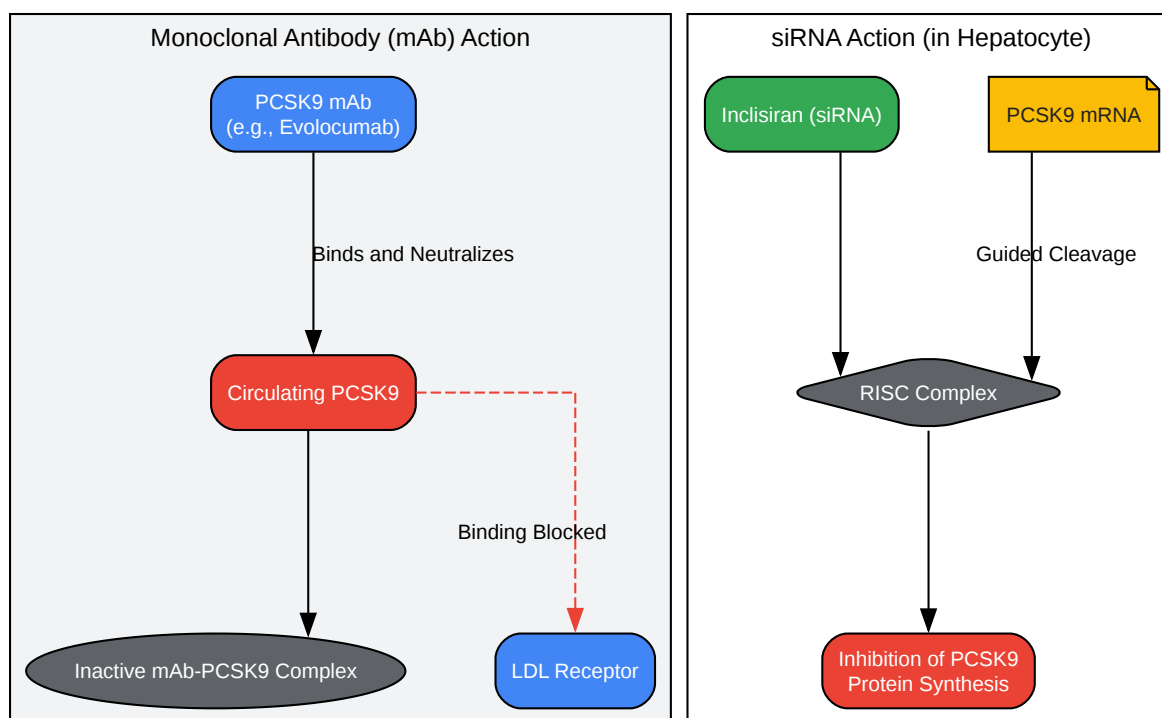 Monoclonal Antibody (mAb) Action
PCSK9 mAb
(e.g., Evolocumab)
Binds and Neutralizes
Circulating PCSK9
Binding Blocked
Inactive mAb-PCSK9 Complex
LDL Receptor
siRNA Action (in Hepatocyte)
Inclisiran (siRNA)
PCSK9 mRNA
Guided Cleavage
RISC Complex
Inhibition of PCSK9
Protein Synthesis